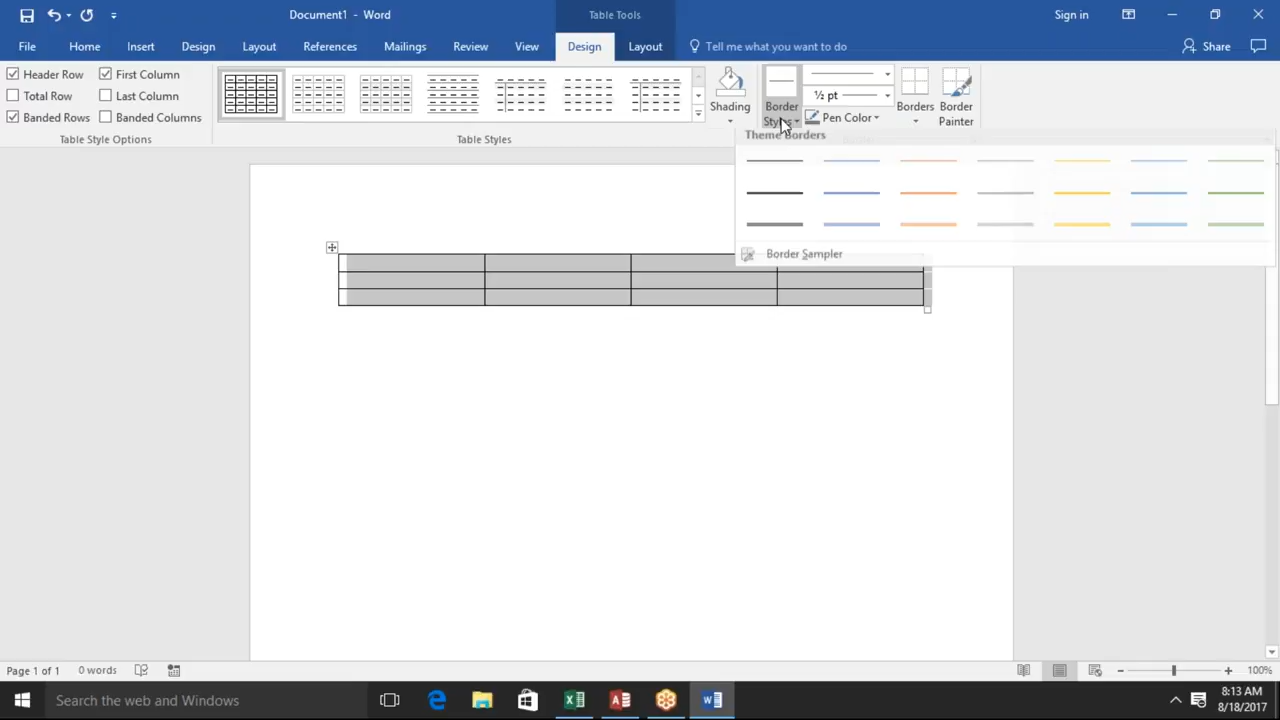 Document1 - Word
Table Tools
Sign in
File
Home
Insert
Design
Layout
References
Mailings
Review
View
Design
Layout
Tell me what you want to do
Share
Header Row
First Column
Total Row
Last Column
Banded Rows
Banded Columns
Table Style Options
Table Styles
Shading
Border
Styles
½ pt
Pen Color
Borders
Border
Painter
Theme Borders
Border Sampler
Page 1 of 1
0 words
100%
Search the web and Windows
8:13 AM
8/18/2017